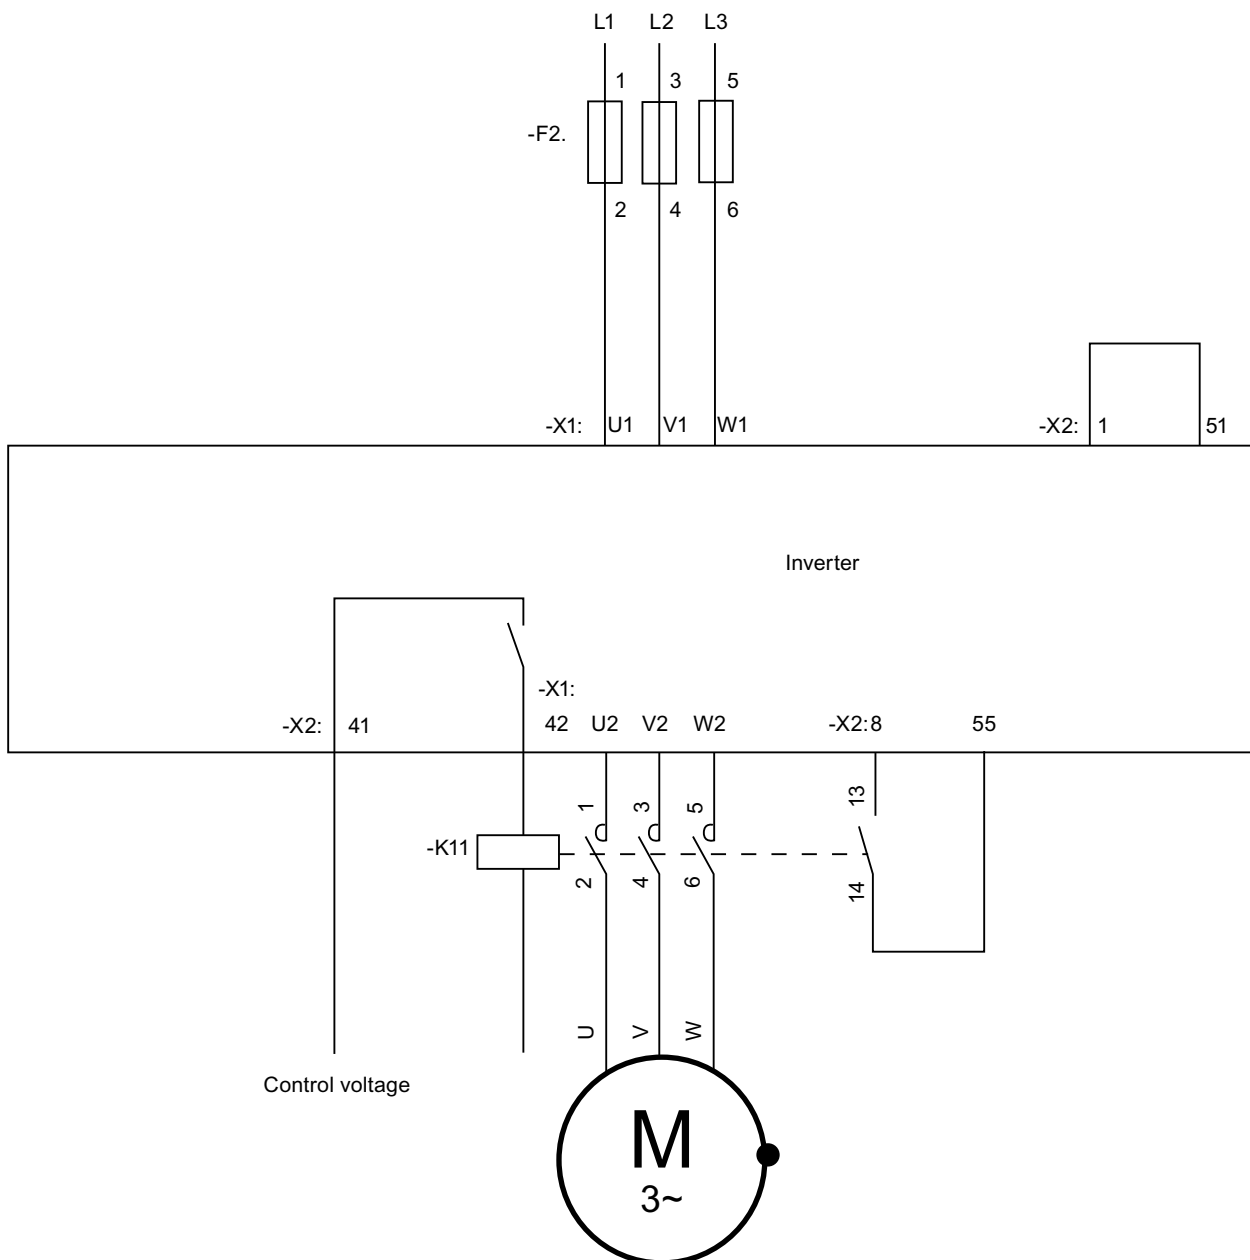 L1 L2 L3
1 3 5
-F2.
2 4 6
-X1: U1 V1 W1 -X2: 1 51
Inverter
-X1:
-X2: 41 42 U2 V2 W2 -X2:8 55
1 3 5 13
-K11
2 4 6 14
U V W
Control voltage
M
3~